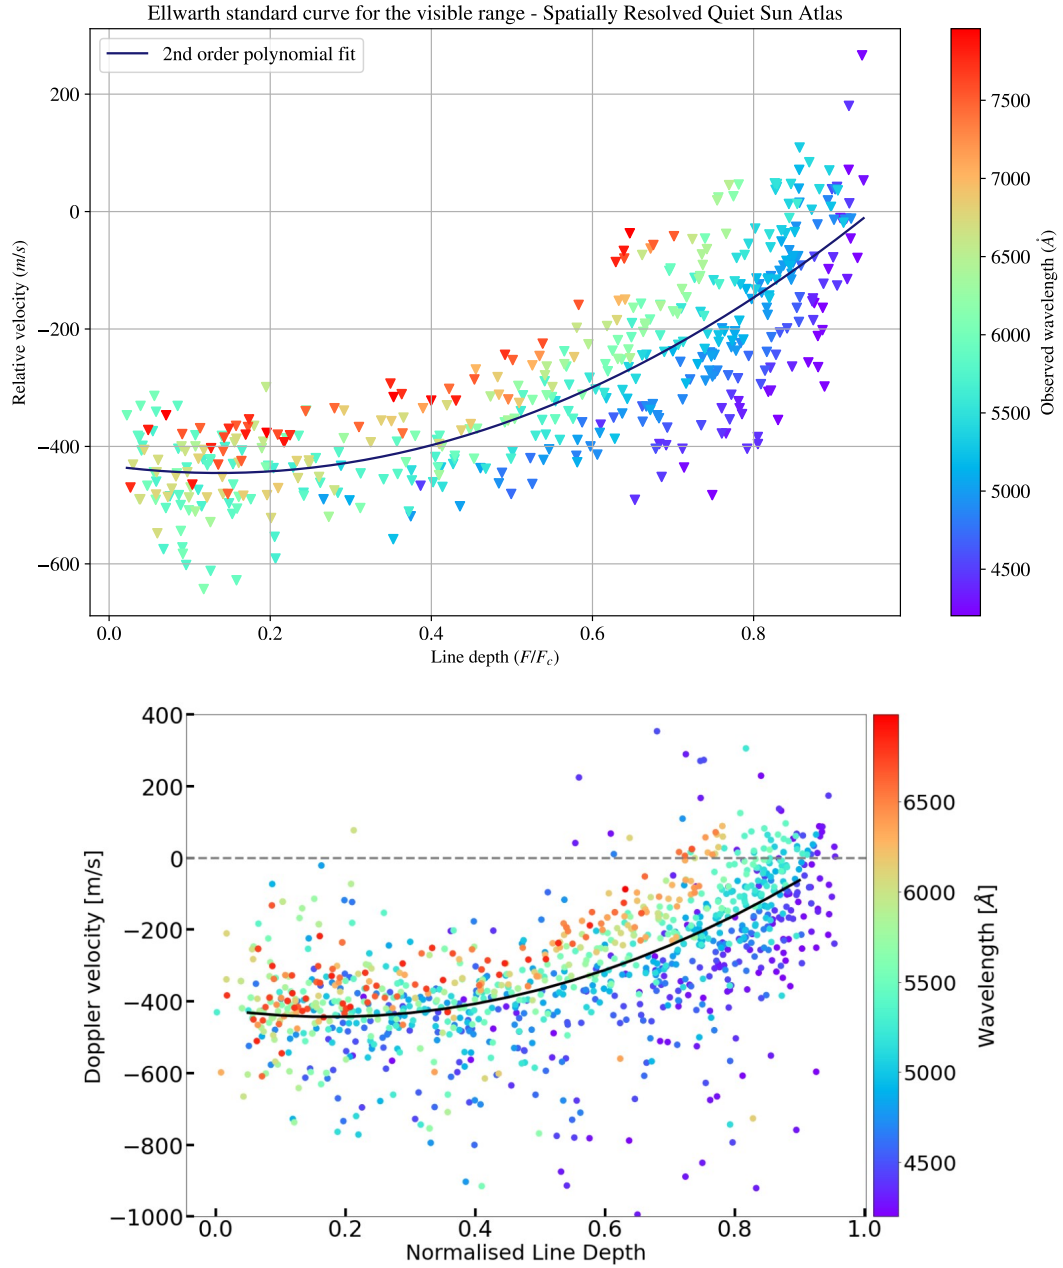 Ellwarth standard curve for the visible range - Spatially Resolved Quiet Sun Atlas
2nd order polynomial fit
200
0
−200
−400
−600
Relative velocity (m/s)
0.0 0.2 0.4 0.6 0.8
Line depth (F/F_c)
7500
7000
6500
6000
5500
5000
4500
Observed wavelength (Å)
400
200
0
−200
−400
−600
−800
−1000
Doppler velocity [m/s]
0.0 0.2 0.4 0.6 0.8 1.0
Normalised Line Depth
6500
6000
5500
5000
4500
Wavelength [Å]